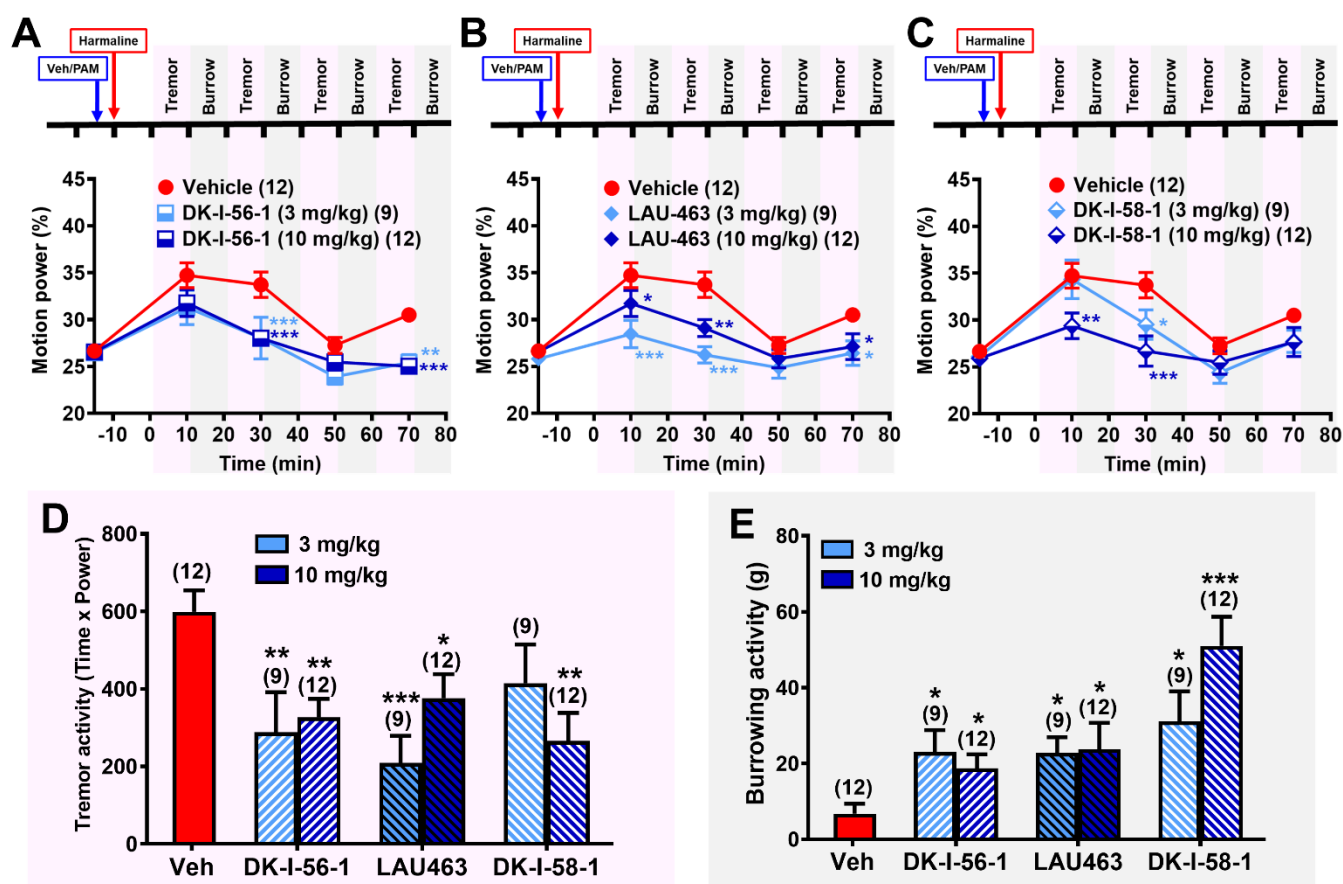 A
Harmaline
Veh/PAM
Tremor
Burrow
Tremor
Burrow
Tremor
Burrow
Tremor
Burrow
45
40
35
30
25
20
Motion power (%)
Vehicle (12)
DK-I-56-1 (3 mg/kg) (9)
DK-I-56-1 (10 mg/kg) (12)
***
***
**
***
-10 0 10 20 30 40 50 60 70 80
Time (min)
B
Harmaline
Veh/PAM
Tremor
Burrow
Tremor
Burrow
Tremor
Burrow
Tremor
Burrow
45
40
35
30
25
20
Motion power (%)
Vehicle (12)
LAU-463 (3 mg/kg) (9)
LAU-463 (10 mg/kg) (12)
*
**
***
***
*
*
-10 0 10 20 30 40 50 60 70 80
Time (min)
C
Harmaline
Veh/PAM
Tremor
Burrow
Tremor
Burrow
Tremor
Burrow
Tremor
Burrow
45
40
35
30
25
20
Motion power (%)
Vehicle (12)
DK-I-58-1 (3 mg/kg) (9)
DK-I-58-1 (10 mg/kg) (12)
**
*
***
-10 0 10 20 30 40 50 60 70 80
Time (min)
D
800
600
400
200
0
Tremor activity (Time x Power)
3 mg/kg
10 mg/kg
(12)
**
(9)
**
(12)
***
(9)
*
(12)
(9)
**
(12)
Veh DK-I-56-1 LAU463 DK-I-58-1
E
80
60
40
20
0
Burrowing activity (g)
3 mg/kg
10 mg/kg
(12)
*
(9)
*
(12)
*
(9)
*
(12)
*
(9)
***
(12)
Veh DK-I-56-1 LAU463 DK-I-58-1